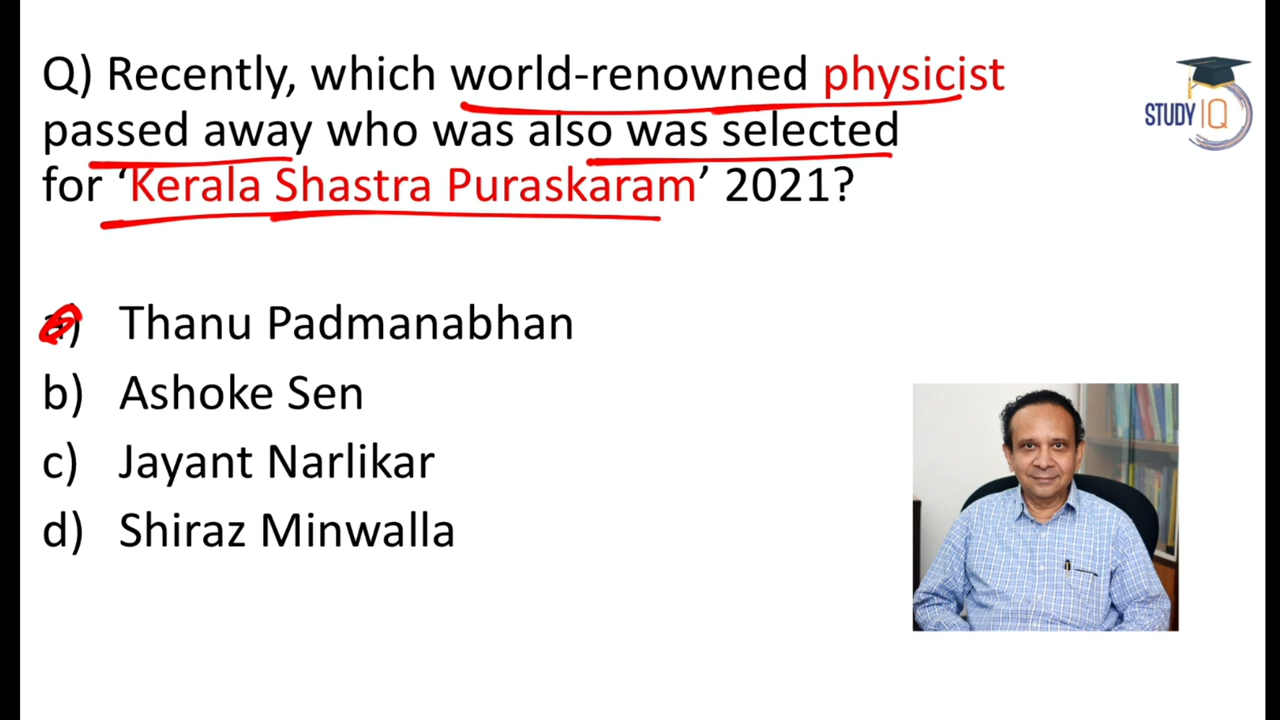 Q) Recently, which world-renowned physicist
passed away who was also was selected
for ‘Kerala Shastra Puraskaram’ 2021?
STUDY IQ
a) Thanu Padmanabhan
b) Ashoke Sen
c) Jayant Narlikar
d) Shiraz Minwalla